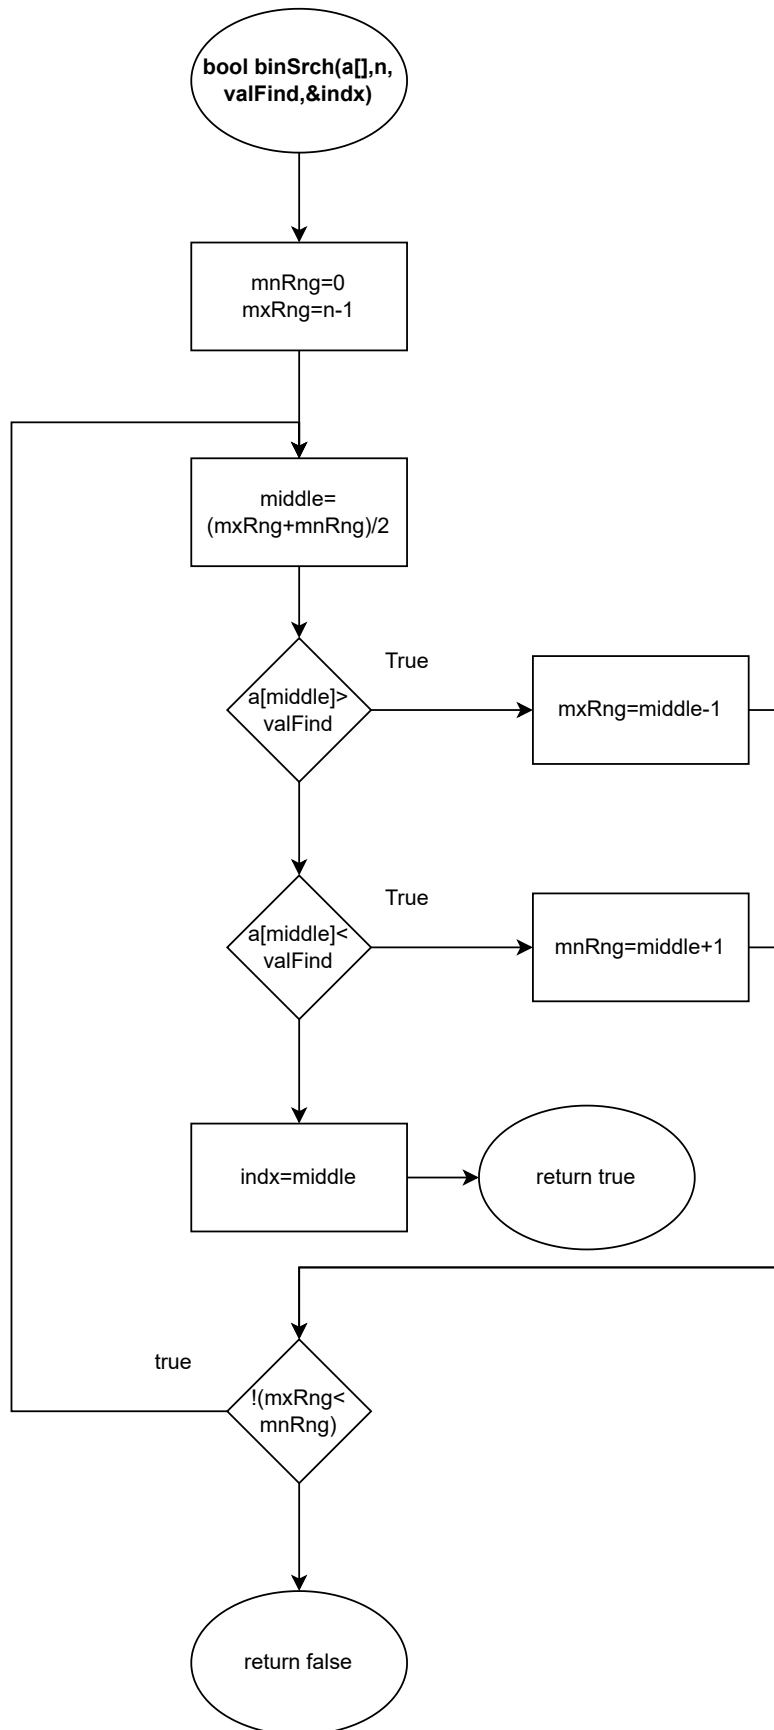 bool binSrch(a[],n,
valFind,&indx)
mnRng=0
mxRng=n-1
middle=
(mxRng+mnRng)/2
True
a[middle]>
valFind
mxRng=middle-1
True
a[middle]<
valFind
mnRng=middle+1
indx=middle
return true
true
!(mxRng<
mnRng)
return false